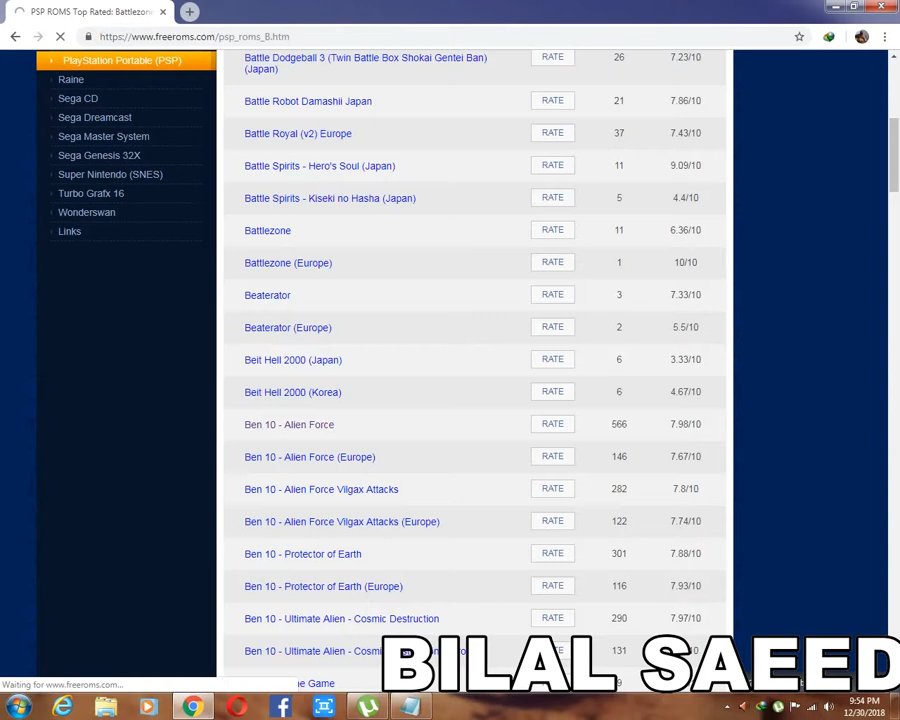 PSP ROMS Top Rated: Battlezone
https://www.freeroms.com/psp_roms_B.htm
PlayStation Portable (PSP)
Raine
Sega CD
Sega Dreamcast
Sega Master System
Sega Genesis 32X
Super Nintendo (SNES)
Turbo Grafx 16
Wonderswan
Links
Battle Dodgeball 3 (Twin Battle Box Shokai Gentei Ban) (Japan) RATE 26 7.23/10
Battle Robot Damashii Japan RATE 21 7.86/10
Battle Royal (v2) Europe RATE 37 7.43/10
Battle Spirits - Hero's Soul (Japan) RATE 11 9.09/10
Battle Spirits - Kiseki no Hasha (Japan) RATE 5 4.4/10
Battlezone RATE 11 6.36/10
Battlezone (Europe) RATE 1 10/10
Beaterator RATE 3 7.33/10
Beaterator (Europe) RATE 2 5.5/10
Beit Hell 2000 (Japan) RATE 6 3.33/10
Beit Hell 2000 (Korea) RATE 6 4.67/10
Ben 10 - Alien Force RATE 566 7.98/10
Ben 10 - Alien Force (Europe) RATE 146 7.67/10
Ben 10 - Alien Force Vilgax Attacks RATE 282 7.8/10
Ben 10 - Alien Force Vilgax Attacks (Europe) RATE 122 7.74/10
Ben 10 - Protector of Earth RATE 301 7.88/10
Ben 10 - Protector of Earth (Europe) RATE 116 7.93/10
Ben 10 - Ultimate Alien - Cosmic Destruction RATE 290 7.97/10
Ben 10 - Ultimate Alien - RATE 131 /10
Game
BILAL SAEED
Waiting for www.freeroms.com...
9:54 PM
12/30/2018